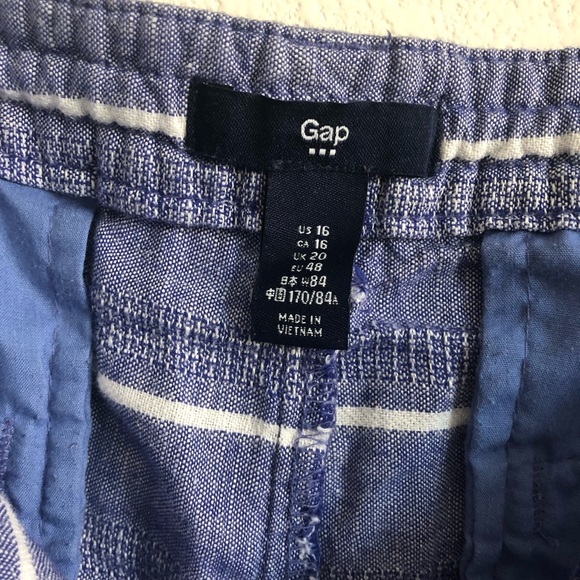 Gap
US 16
CA 16
UK 20
EU 48
日本 W84
中国 170/84A
MADE IN
VIETNAM